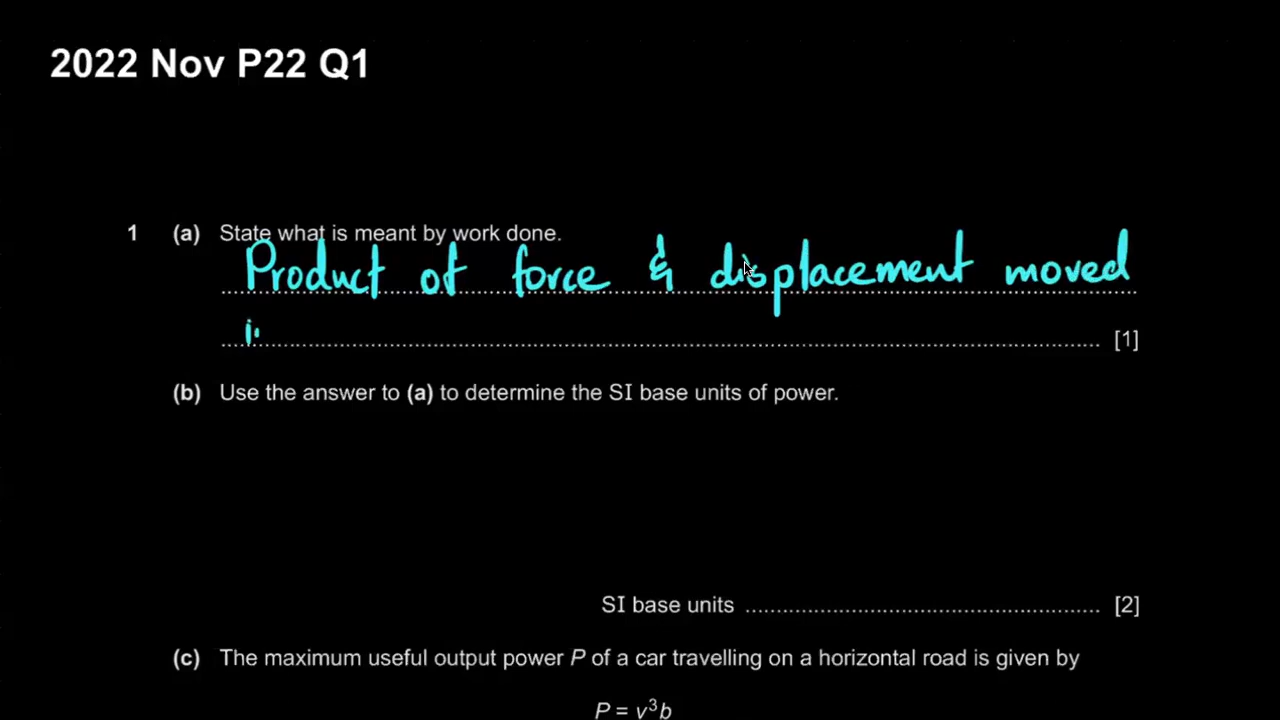 2022 Nov P22 Q1
1 (a) State what is meant by work done.
Product of force & displacement moved
[1]
(b) Use the answer to (a) to determine the SI base units of power.
SI base units [2]
(c) The maximum useful output power P of a car travelling on a horizontal road is given by
P = v³b